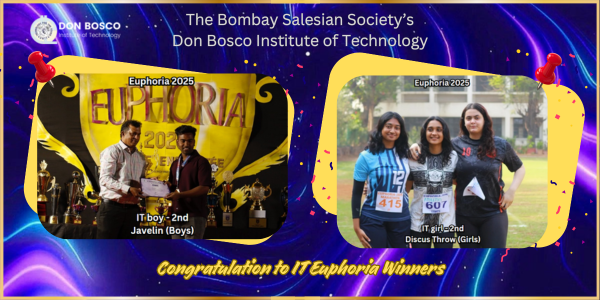 DON BOSCO
Institute of Technology
The Bombay Salesian Society's
Don Bosco Institute of Technology
Euphoria 2025
EUPHORIA
IT boy - 2nd
Javelin (Boys)
Euphoria 2025
12
415
607
IT girl - 2nd
Discus Throw (Girls)
Congratulation to IT Euphoria Winners